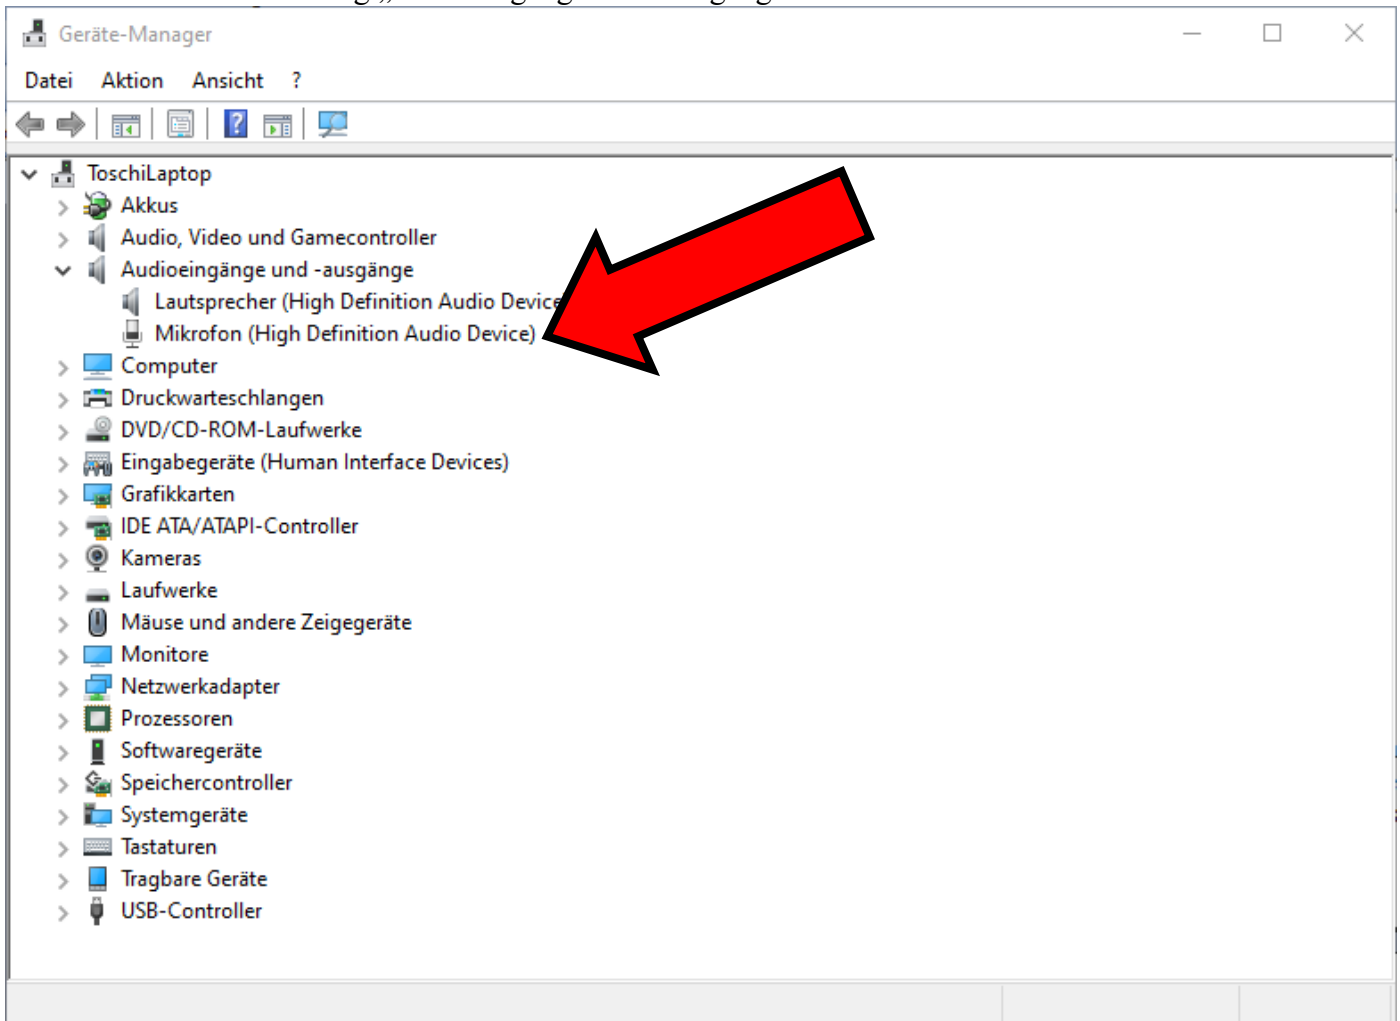 Geräte-Manager
Datei Aktion Ansicht ?
ToschiLaptop
Akkus
Audio, Video und Gamecontroller
Audioeingänge und -ausgänge
Lautsprecher (High Definition Audio Device
Mikrofon (High Definition Audio Device)
Computer
Druckwarteschlangen
DVD/CD-ROM-Laufwerke
Eingabegeräte (Human Interface Devices)
Grafikkarten
IDE ATA/ATAPI-Controller
Kameras
Laufwerke
Mäuse und andere Zeigegeräte
Monitore
Netzwerkadapter
Prozessoren
Softwaregeräte
Speichercontroller
Systemgeräte
Tastaturen
Tragbare Geräte
USB-Controller